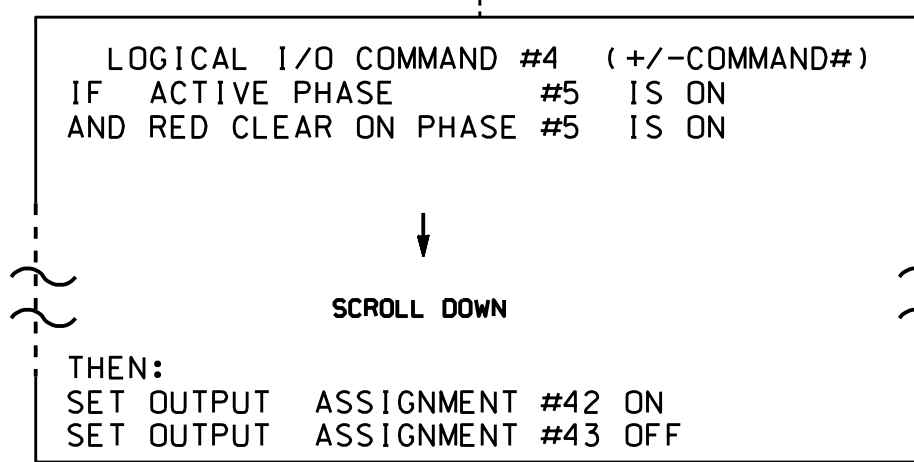 LOGICAL I/O COMMAND #4 (+/-COMMAND#)
IF ACTIVE PHASE #5 IS ON
AND RED CLEAR ON PHASE #5 IS ON
SCROLL DOWN
THEN:
SET OUTPUT ASSIGNMENT #42 ON
SET OUTPUT ASSIGNMENT #43 OFF